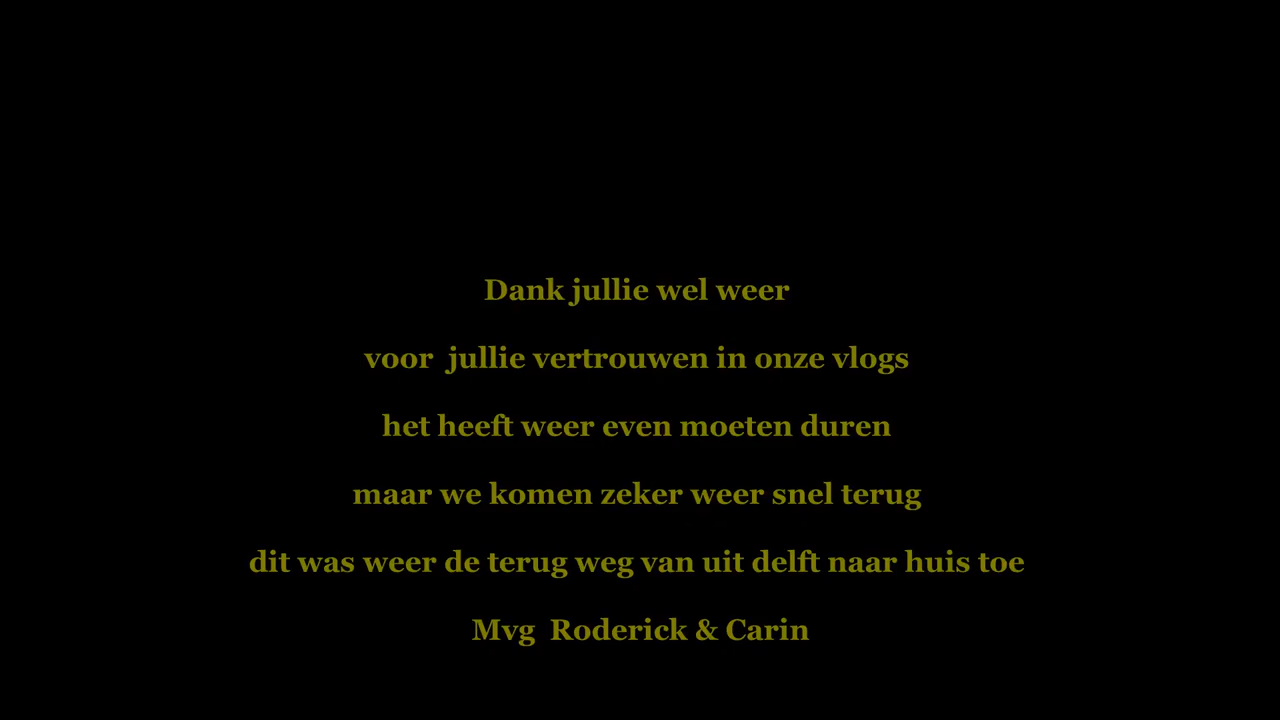 Dank jullie wel weer
voor  jullie vertrouwen in onze vlogs
het heeft weer even moeten duren
maar we komen zeker weer snel terug
dit was weer de terug weg van uit delft naar huis toe
Mvg  Roderick & Carin